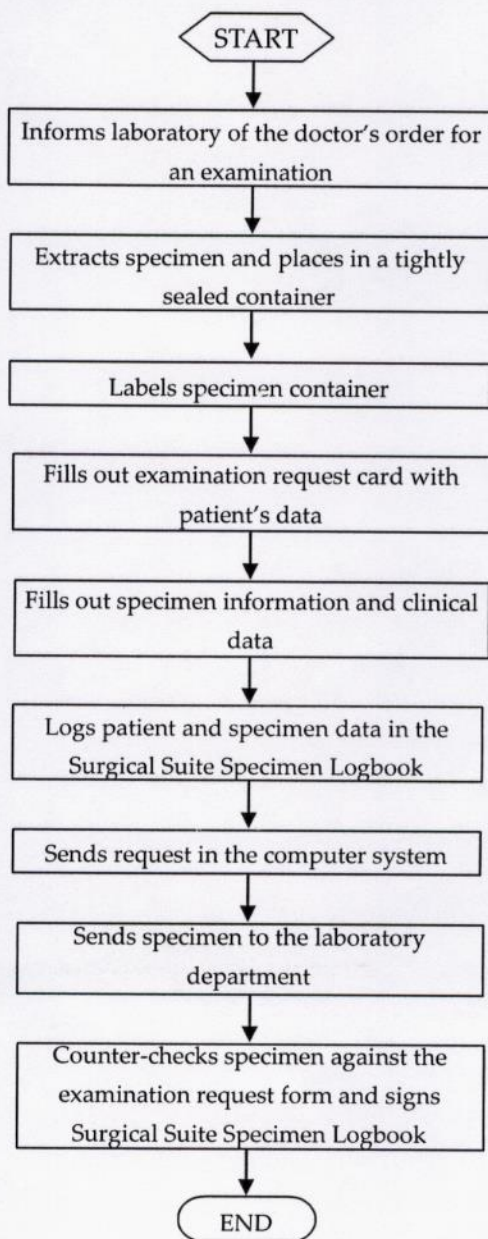 START
Informs laboratory of the doctor's order for
an examination
Extracts specimen and places in a tightly
sealed container
Labels specimen container
Fills out examination request card with
patient's data
Fills out specimen information and clinical
data
Logs patient and specimen data in the
Surgical Suite Specimen Logbook
Sends request in the computer system
Sends specimen to the laboratory
department
Counter-checks specimen against the
examination request form and signs
Surgical Suite Specimen Logbook
END